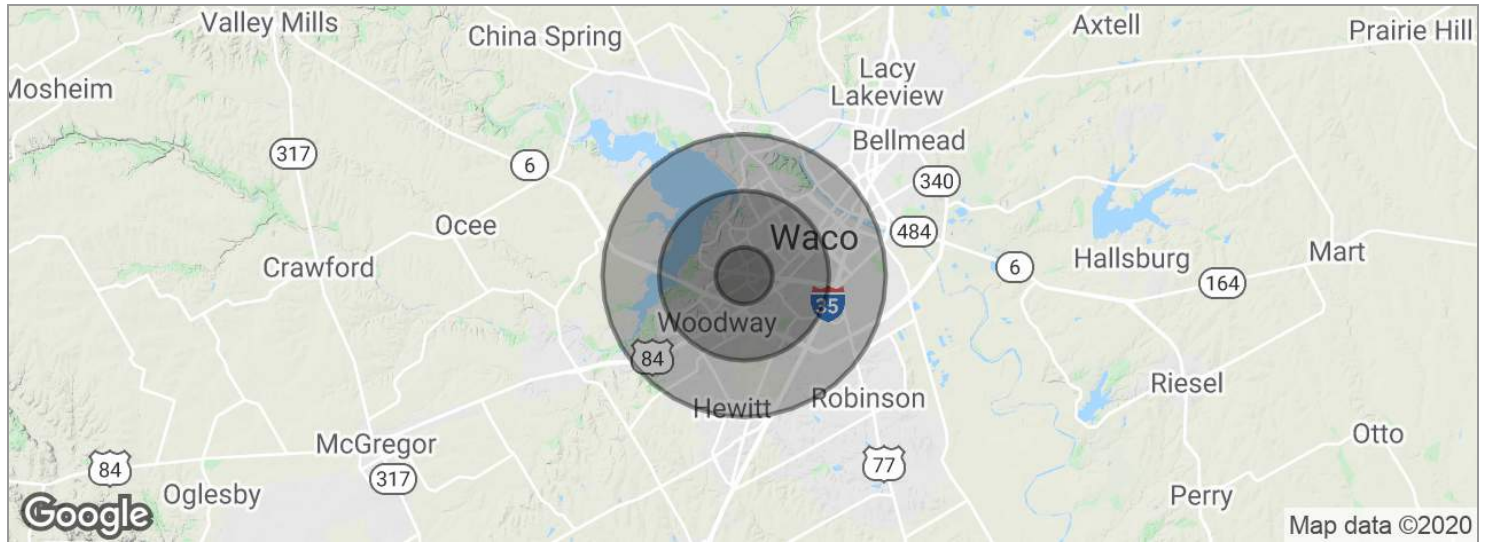 Valley Mills
China Spring
Axtell
Prairie Hill
Mosheim
Lacy
Lakeview
Bellmead
317
6
340
Ocee
Waco
484
Crawford
6
Hallsburg
Mart
164
35
Woodway
84
Riesel
Hewitt
Robinson
McGregor
Otto
84
317
77
Oglesby
Perry
Google
Map data ©2020